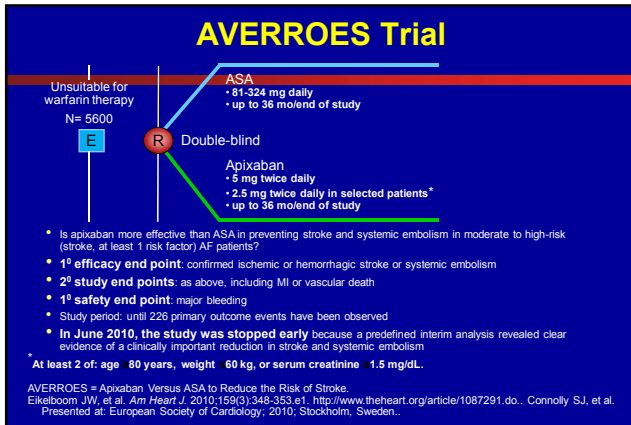 AVERROES Trial
Unsuitable for
warfarin therapy
N= 5600
E
R
Double-blind
ASA
• 81-324 mg daily
• up to 36 mo/end of study
Apixaban
• 5 mg twice daily
• 2.5 mg twice daily in selected patients*
• up to 36 mo/end of study
• Is apixaban more effective than ASA in preventing stroke and systemic embolism in moderate to high-risk
(stroke, at least 1 risk factor) AF patients?
• 1⁰ efficacy end point: confirmed ischemic or hemorrhagic stroke or systemic embolism
• 2⁰ study end points: as above, including MI or vascular death
• 1⁰ safety end point: major bleeding
• Study period: until 226 primary outcome events have been observed
• In June 2010, the study was stopped early because a predefined interim analysis revealed clear
evidence of a clinically important reduction in stroke and systemic embolism
*At least 2 of: age 80 years, weight 60 kg, or serum creatinine 1.5 mg/dL.
AVERROES = Apixaban Versus ASA to Reduce the Risk of Stroke.
Eikelboom JW, et al. Am Heart J. 2010;159(3):348-353.e1. http://www.theheart.org/article/1087291.do.. Connolly SJ, et al.
Presented at: European Society of Cardiology; 2010; Stockholm, Sweden..